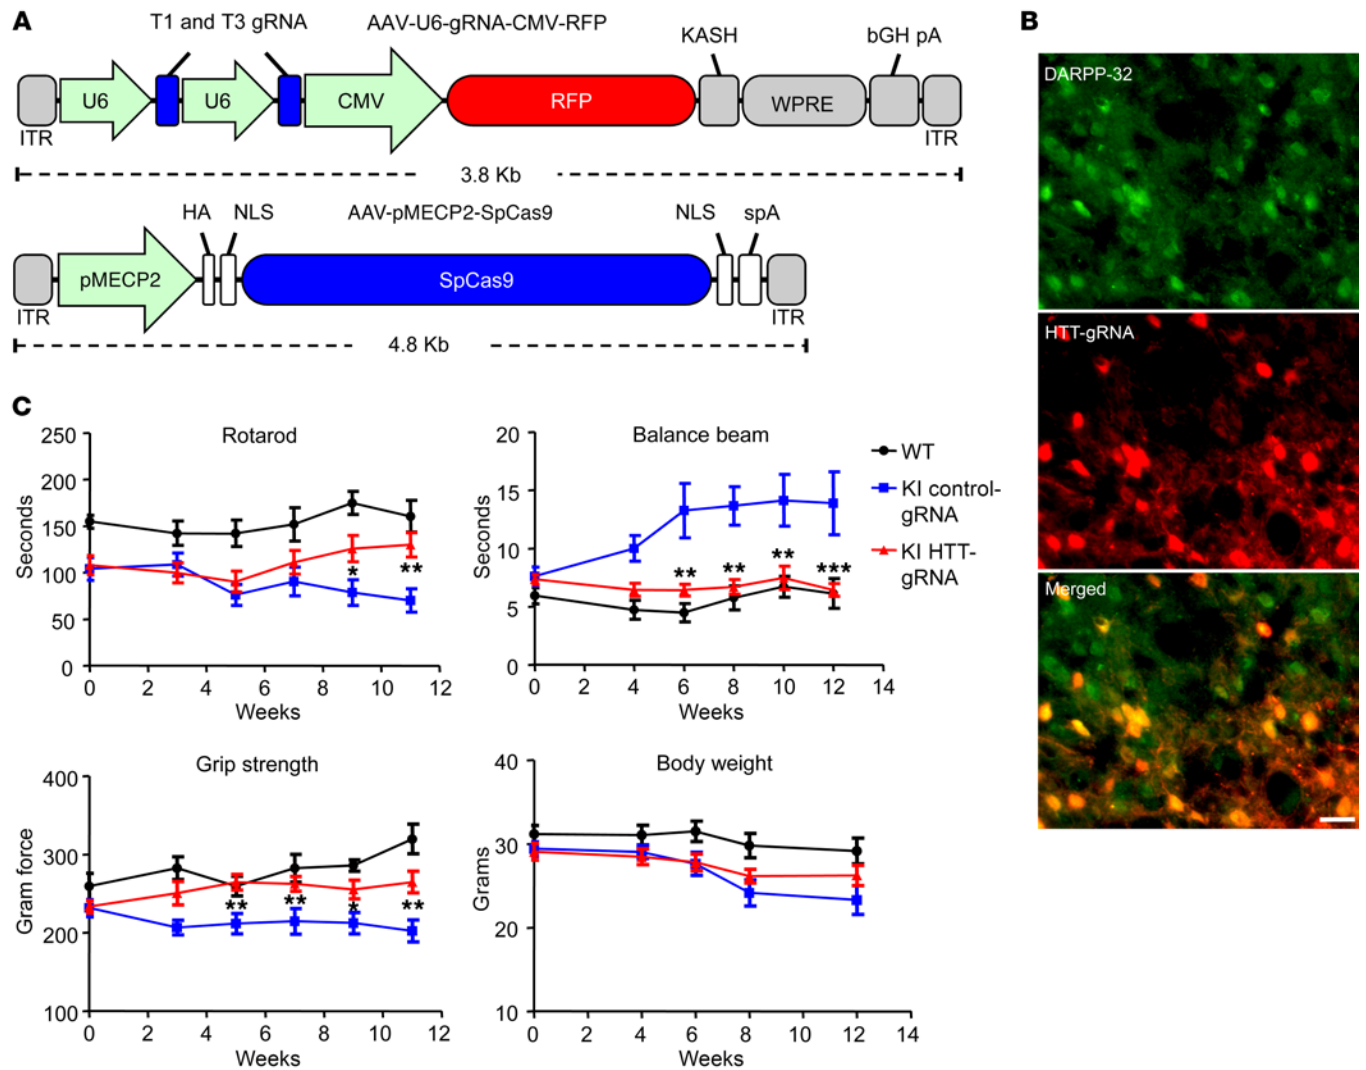 A
T1 and T3 gRNA
AAV-U6-gRNA-CMV-RFP
KASH
bGH pA
U6
U6
CMV
RFP
WPRE
ITR
ITR
3.8 Kb
HA
NLS
AAV-pMECP2-SpCas9
NLS
spA
pMECP2
SpCas9
ITR
ITR
4.8 Kb
B
DARPP-32
HTT-gRNA
Merged
C
Rotarod
Seconds
250
200
150
100
50
0
0 2 4 6 8 10 12
Weeks
* **
Balance beam
Seconds
20
15
10
5
0
0 2 4 6 8 10 12 14
Weeks
** ** ** ***
WT
KI control-
gRNA
KI HTT-
gRNA
Grip strength
Gram force
400
300
200
100
0 2 4 6 8 10 12
Weeks
** ** * **
Body weight
Grams
40
30
20
10
0 2 4 6 8 10 12 14
Weeks